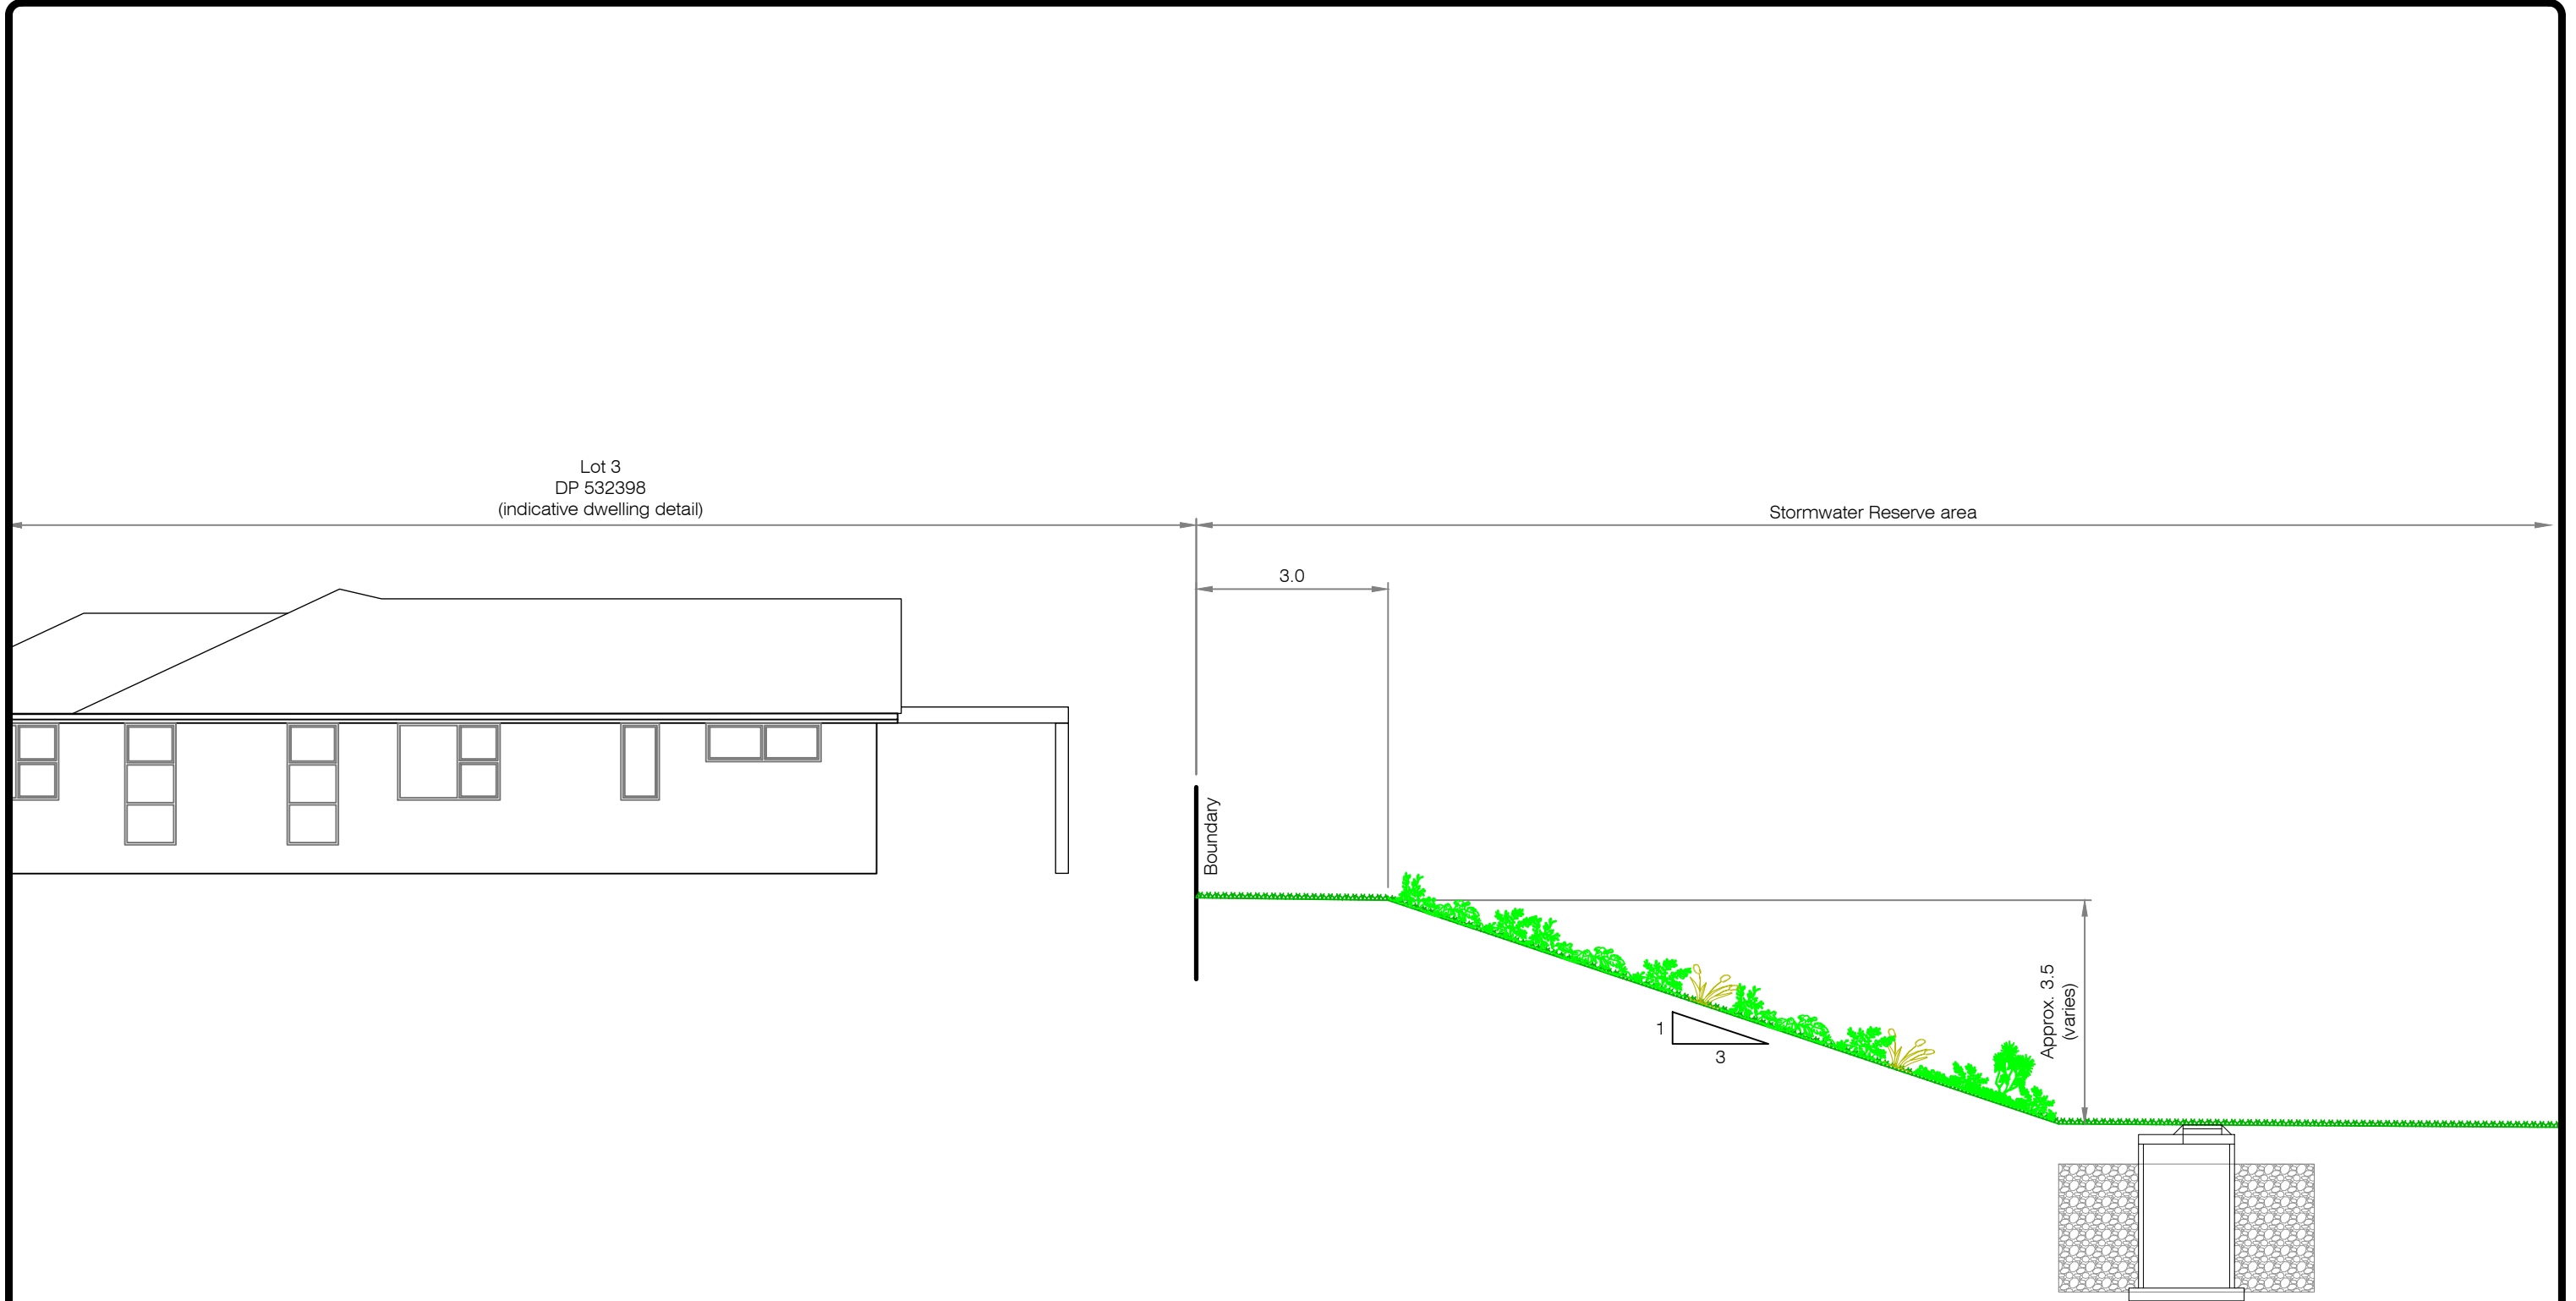 Lot 3
DP 532398
(indicative dwelling detail)
Stormwater Reserve area
3.0
Boundary
Approx. 3.5
(varies)
1
3